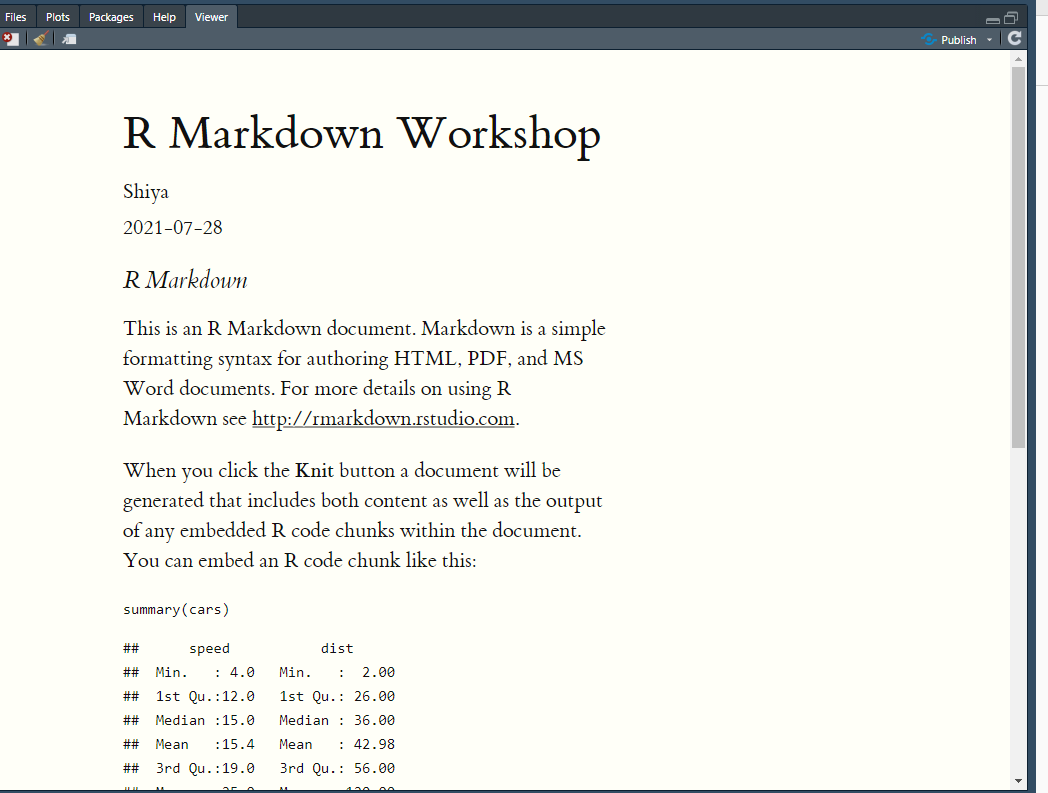 Files Plots Packages Help Viewer
Publish
R Markdown Workshop
Shiya
2021-07-28
R Markdown
This is an R Markdown document. Markdown is a simple
formatting syntax for authoring HTML, PDF, and MS
Word documents. For more details on using R
Markdown see http://rmarkdown.rstudio.com.
When you click the Knit button a document will be
generated that includes both content as well as the output
of any embedded R code chunks within the document.
You can embed an R code chunk like this:
summary(cars)
##      speed           dist
##  Min.   : 4.0   Min.   :  2.00
##  1st Qu.:12.0   1st Qu.: 26.00
##  Median :15.0   Median : 36.00
##  Mean   :15.4   Mean   : 42.98
##  3rd Qu.:19.0   3rd Qu.: 56.00